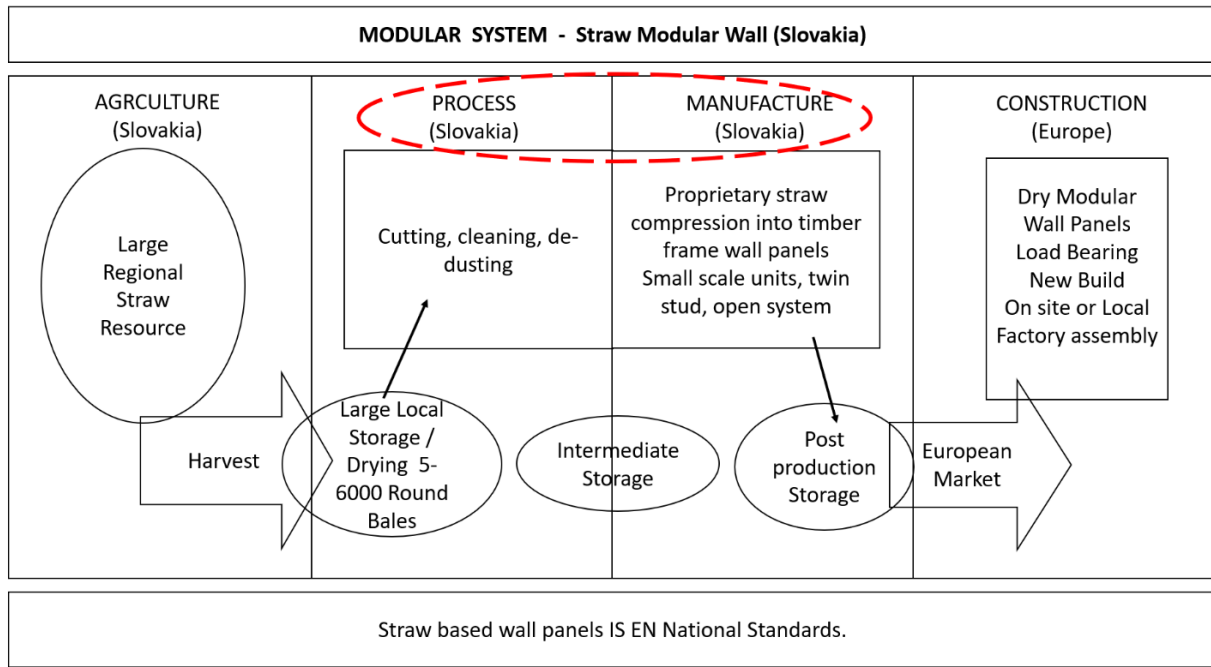 MODULAR  SYSTEM  -  Straw Modular Wall (Slovakia)
AGRCULTURE
(Slovakia)
PROCESS
(Slovakia)
MANUFACTURE
(Slovakia)
CONSTRUCTION
(Europe)
Large
Regional
Straw
Resource
Cutting, cleaning, de-
dusting
Proprietary straw
compression into timber
frame wall panels
Small scale units, twin
stud, open system
Dry Modular
Wall Panels
Load Bearing
New Build
On site or Local
Factory assembly
Harvest
Large Local
Storage /
Drying  5-
6000 Round
Bales
Intermediate
Storage
Post
production
Storage
European
Market
Straw based wall panels IS EN National Standards.